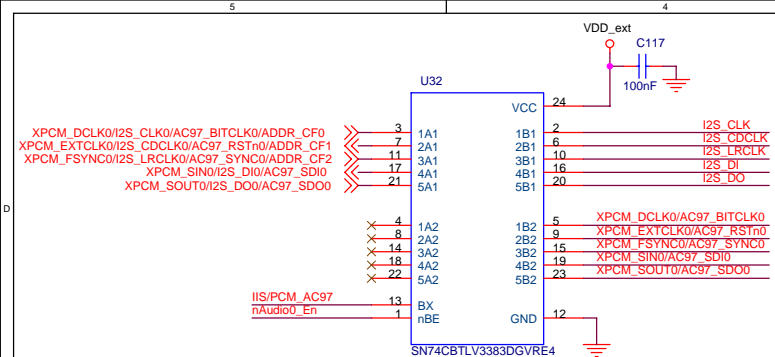 5 4
VDD_ext
C117
100nF
U32
VCC 24
XPCM_DCLK0/I2S_CLK0/AC97_BITCLK0/ADDR_CF0 3 1A1 1B1 2 I2S_CLK
XPCM_EXTCLK0/I2S_CDCLK0/AC97_RSTn0/ADDR_CF1 7 2A1 2B1 6 I2S_CDCLK
XPCM_FSYNC0/I2S_LRCLK0/AC97_SYNC0/ADDR_CF2 11 3A1 3B1 10 I2S_LRCLK
XPCM_SIN0/I2S_DI0/AC97_SDI0 17 4A1 4B1 16 I2S_DI
XPCM_SOUT0/I2S_DO0/AC97_SDO0 21 5A1 5B1 20 I2S_DO
D
4 1A2 1B2 5 XPCM_DCLK0/AC97_BITCLK0
8 2A2 2B2 9 XPCM_EXTCLK0/AC97_RSTn0
14 3A2 3B2 15 XPCM_FSYNC0/AC97_SYNC0
18 4A2 4B2 19 XPCM_SIN0/AC97_SDI0
22 5A2 5B2 23 XPCM_SOUT0/AC97_SDO0
IIS/PCM_AC97 13 BX
nAudio0_En 1 nBE GND 12
SN74CBTLV3383DGVRE4